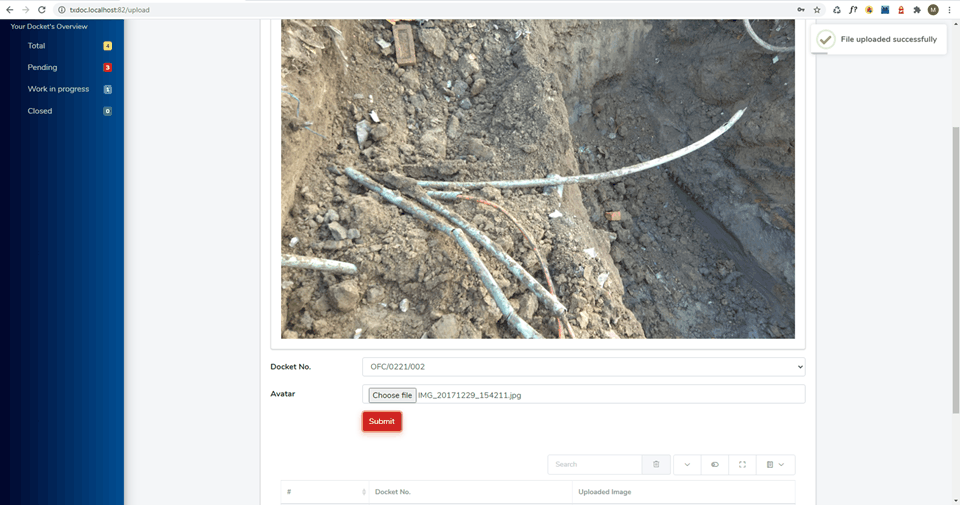 txdoc.localhost:82/upload
f?
M
Your Docket's Overview
Total 4
Pending 3
Work in progress 1
Closed 0
File uploaded successfully
Docket No. OFC/0221/002
Avatar Choose file IMG_20171229_154211.jpg
Submit
Search
# Docket No. Uploaded Image